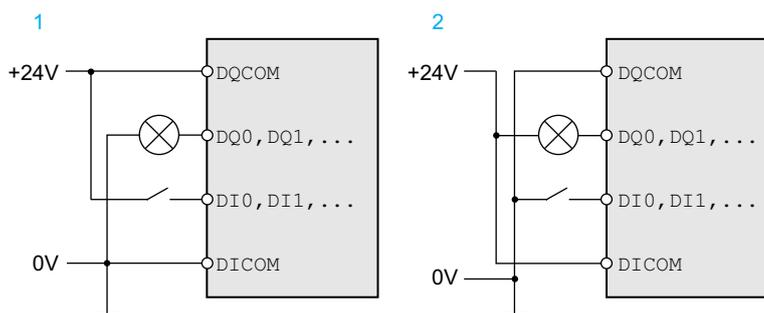 1
+24V
DQCOM
DQ0,DQ1,...
DI0,DI1,...
0V
DICOM
2
+24V
DQCOM
DQ0,DQ1,...
DI0,DI1,...
DICOM
0V